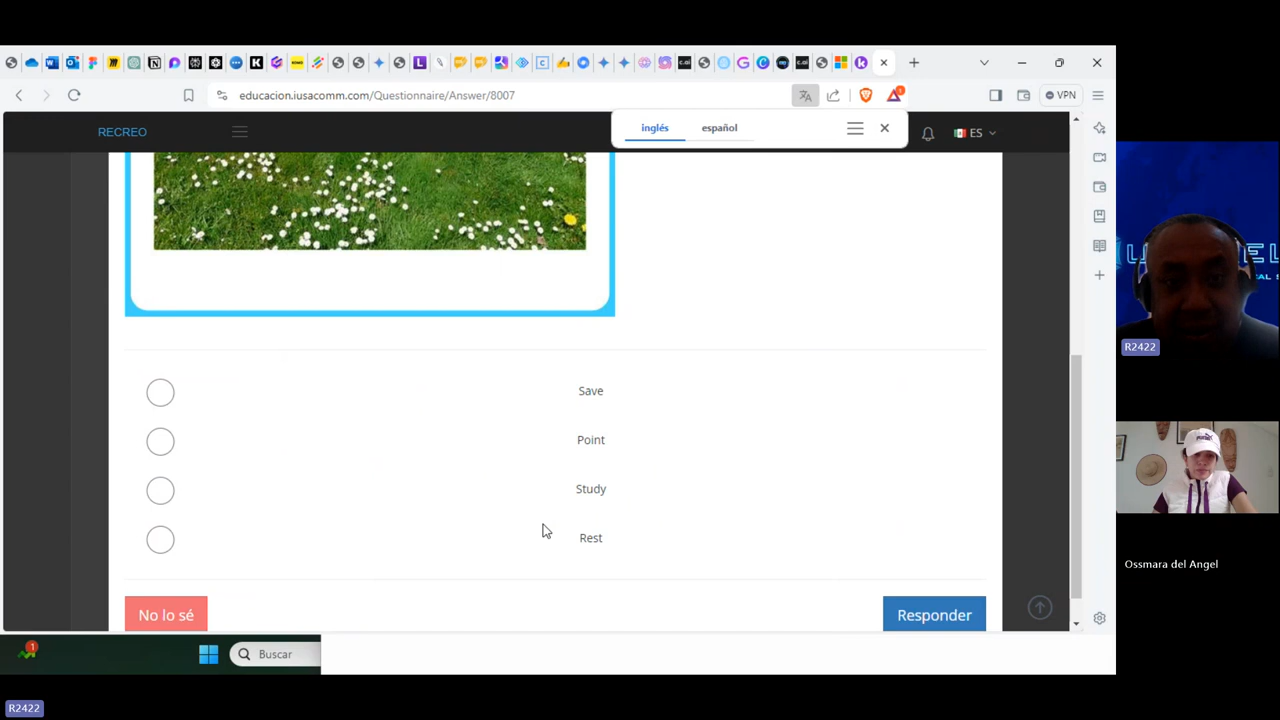 educacion.iusacomm.com/Questionnaire/Answer/8007
VPN
RECREO
inglés español
ES
Save
Point
Study
Rest
No lo sé
Responder
Buscar
1
R2422
Ossmara del Angel
R2422